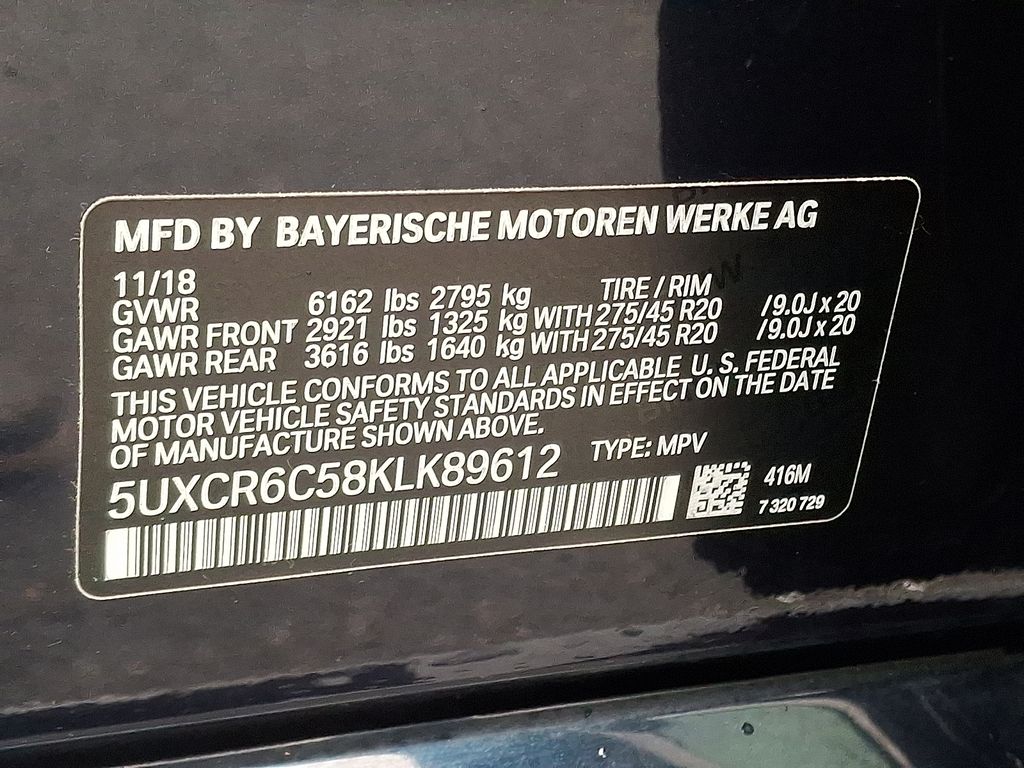 MFD BY BAYERISCHE MOTOREN WERKE AG
11/18 TIRE / RIM
GVWR 6162 lbs 2795 kg
GAWR FRONT 2921 lbs 1325 kg WITH 275/45 R20 /9.0J x 20
GAWR REAR 3616 lbs 1640 kg WITH 275/45 R20 /9.0J x 20
THIS VEHICLE CONFORMS TO ALL APPLICABLE U.S. FEDERAL
MOTOR VEHICLE SAFETY STANDARDS IN EFFECT ON THE DATE
OF MANUFACTURE SHOWN ABOVE.
5UXCR6C58KLK89612 TYPE: MPV
416M
7 320 729